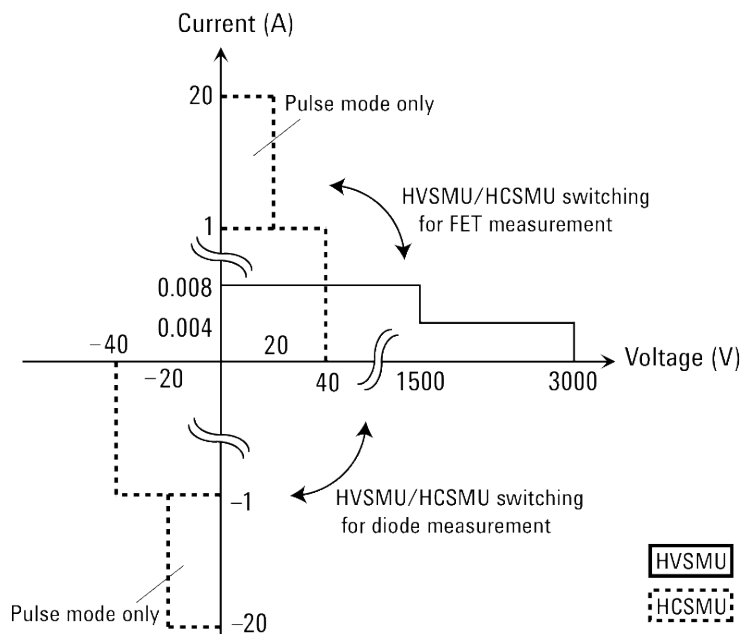 Current (A)
20
Pulse mode only
HVSMU/HCSMU switching
for FET measurement
1
0.008
0.004
−40
20
−20
40
1500
3000
Voltage (V)
−1
HVSMU/HCSMU switching
for diode measurement
Pulse mode only
−20
HVSMU
HCSMU